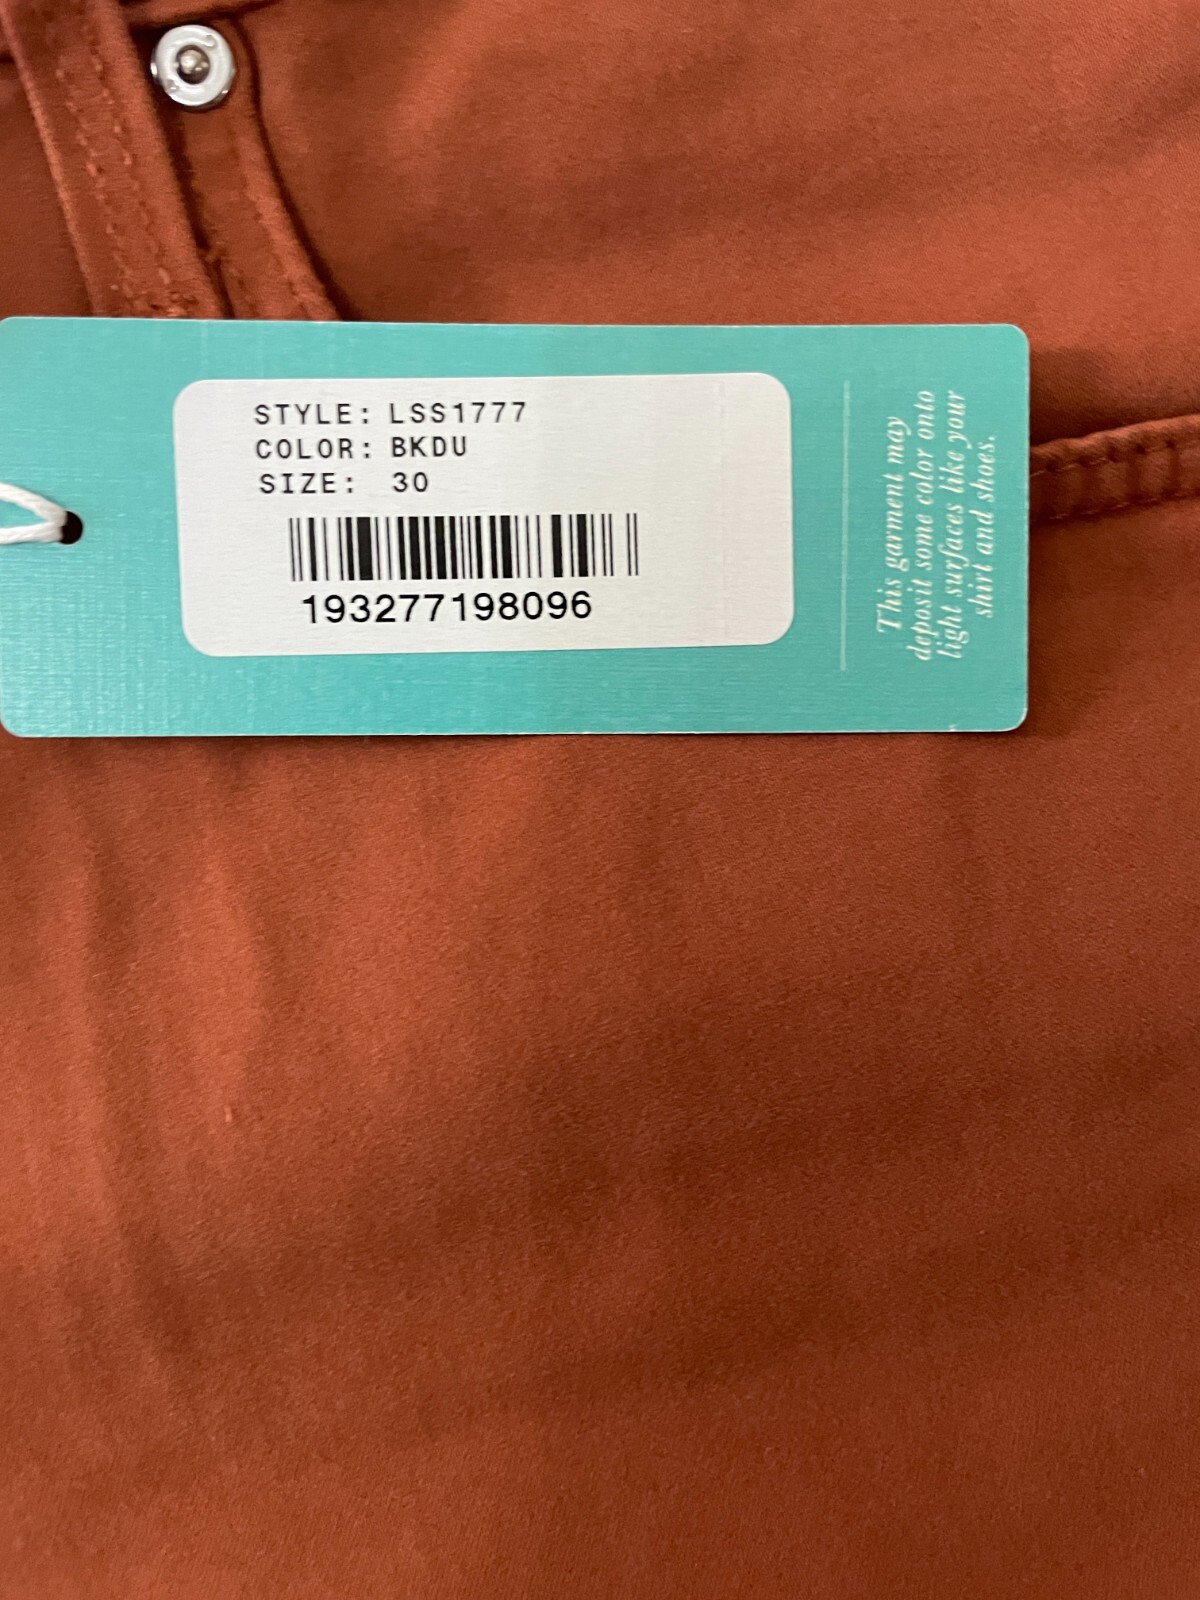 STYLE: LSS1777
COLOR: BKDU
SIZE: 30
193277198096
This garment may
deposit some color onto
light surfaces like your
shirt and shoes.